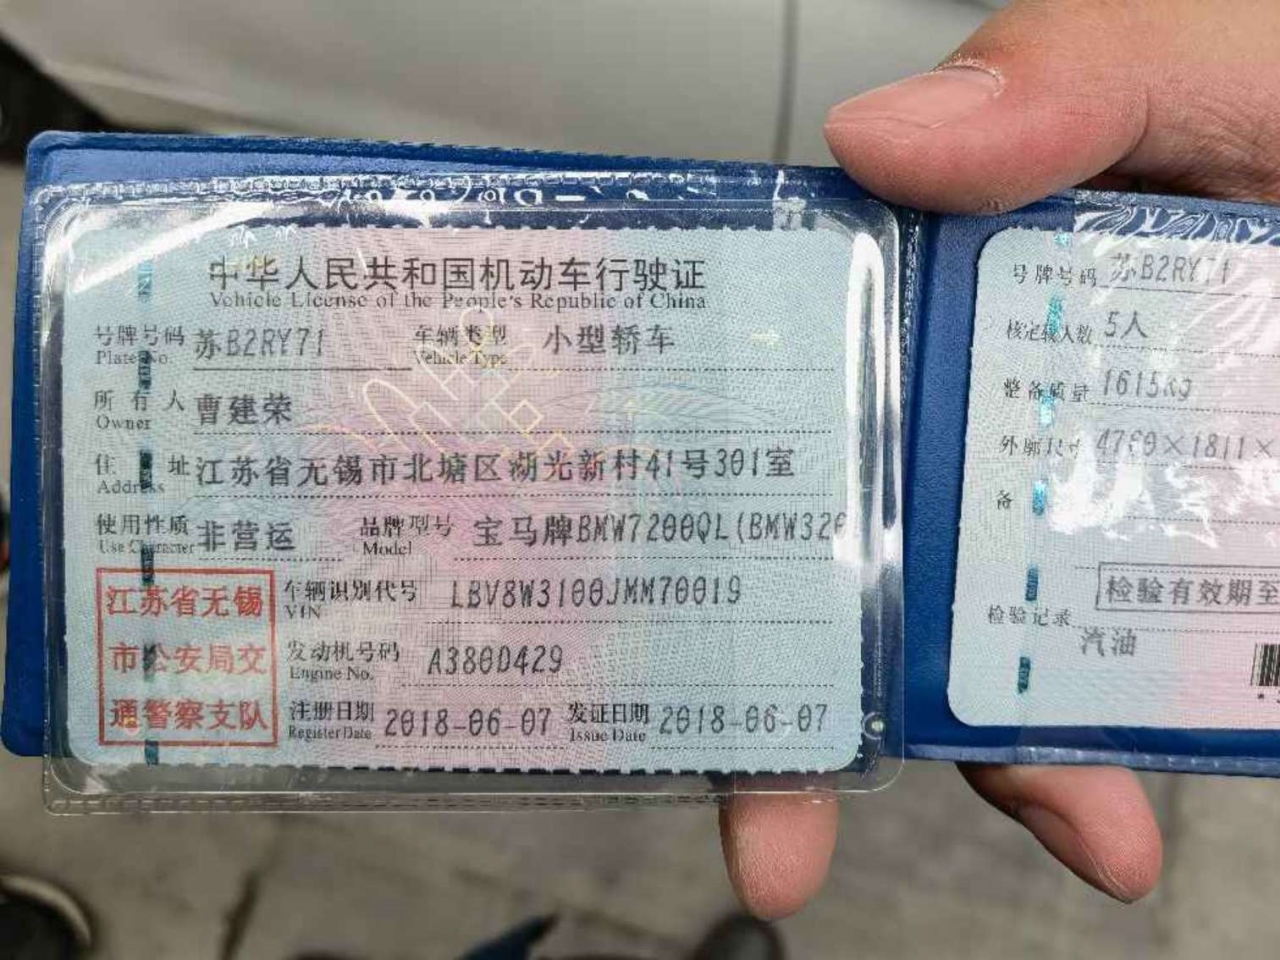 中华人民共和国机动车行驶证
Vehicle License of the People's Republic of China
号牌号码 苏B2RY71 车辆类型 小型轿车
Plate No. Vehicle Type
所有人 曹建荣
Owner
住址 江苏省无锡市北塘区湖光新村41号301室
Address
使用性质 非营运 品牌型号 宝马牌BMW7200QL(BMW320
Use Character Model
江苏省无锡
市公安局交
通警察支队
车辆识别代号 LBV8W3100JMM70019
VIN
发动机号码 A380D429
Engine No.
注册日期 2018-06-07 发证日期 2018-06-07
Register Date Issue Date
号牌号码 苏B2RY71
核定载人数 5人
整备质量 1615kg
外廓尺寸 4760×1811×
备
检验有效期至
检验记录
汽油